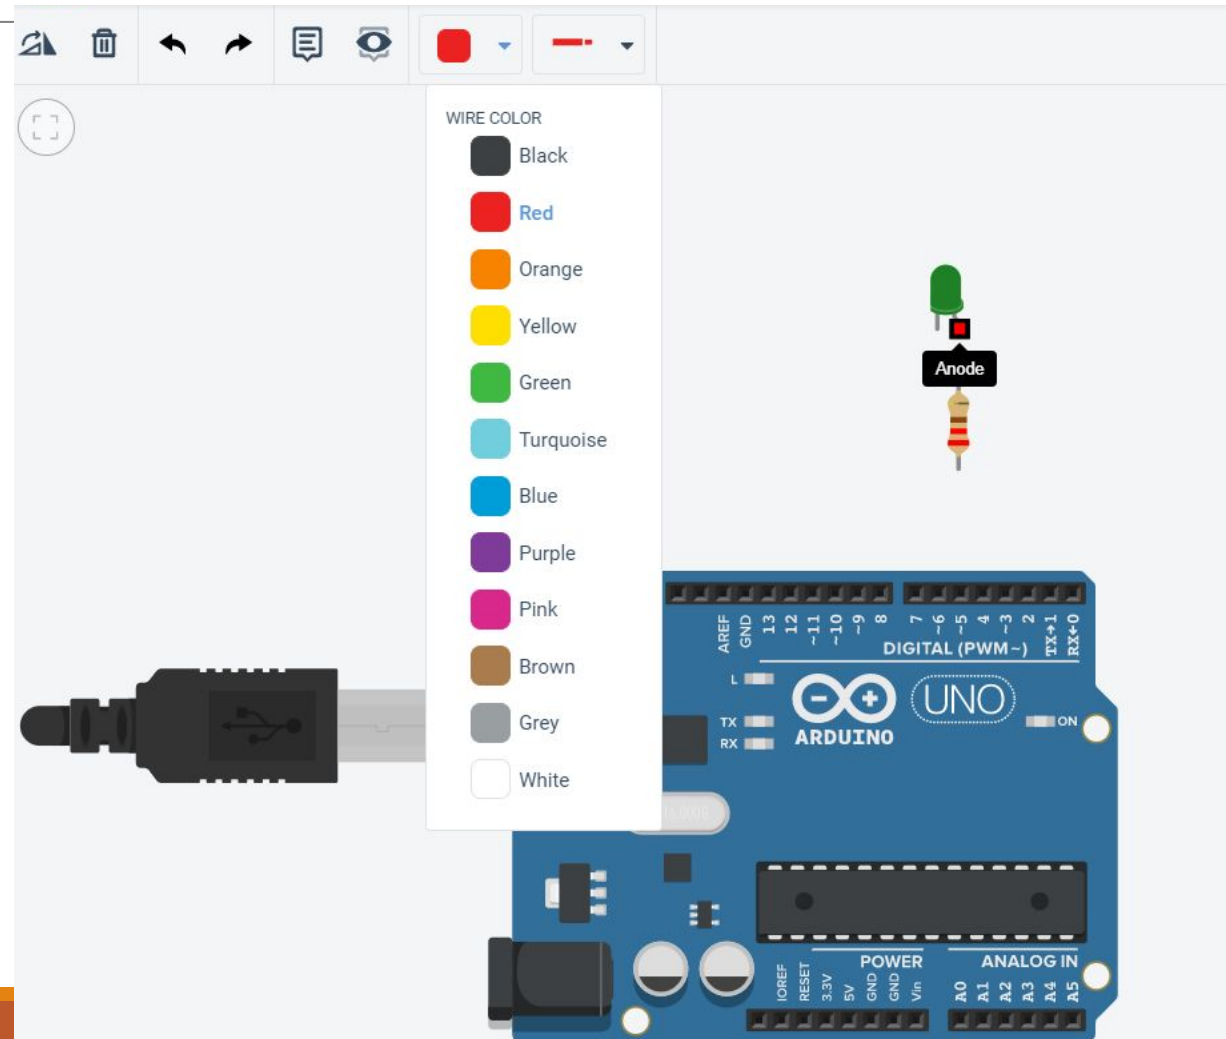 WIRE COLOR
Black
Red
Orange
Yellow
Green
Turquoise
Blue
Purple
Pink
Brown
Grey
White
Anode
AREF
GND
13
12
~11
~10
~9
8
7
~6
~5
4
~3
2
TX→1
RX←0
DIGITAL (PWM~)
L
TX
RX
ARDUINO
UNO
ON
POWER
ANALOG IN
IOREF
RESET
3.3V
5V
GND
GND
Vin
A0
A1
A2
A3
A4
A5